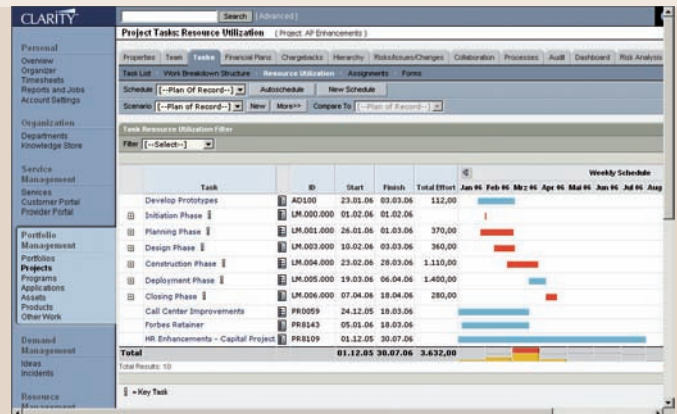 CLARITY
Search [Advanced]
Project Tasks: Resource Utilization ( Project: AP Enhancements )
Properties Team Tasks Financial Plans Chargebacks Hierarchy Risks/Issues/Changes Collaboration Processes Audit Dashboard Risk Analysis
Task List Work Breakdown Structure Resource Utilization Assignments Forms
Schedule [--Plan Of Record--] Autoschedule New Schedule
Scenario [--Plan of Record--] New More>> Compare To [--Plan of Record--]
Task Resource Utilization Filter
Filter [--Select--]
Personal
Overview
Organizer
Timesheets
Reports and Jobs
Account Settings
Organization
Departments
Knowledge Store
Service
Management
Services
Customer Portal
Provider Portal
Portfolio
Management
Portfolios
Projects
Programs
Applications
Assets
Products
Other Work
Demand
Management
Ideas
Incidents
Resource
Management
Weekly Schedule
Task ID Start Finish Total Effort Jan 06 Feb 06 Mrz 06 Apr 06 Mai 06 Jun 06 Jul 06 Aug
Develop Prototypes AD100 23.01.06 03.03.06 112,00
Initiation Phase LM.000.000 01.02.06 01.02.06
Planning Phase LM.001.000 26.01.06 01.03.06 370,00
Design Phase LM.003.000 10.02.06 03.03.06 360,00
Construction Phase LM.004.000 23.02.06 28.03.06 1.110,00
Deployment Phase LM.005.000 19.03.06 06.04.06 1.400,00
Closing Phase LM.006.000 07.04.06 18.04.06 280,00
Call Center Improvements PR0059 24.12.05 18.03.06
Forbes Retainer PR8143 05.01.06 18.03.06
HR Enhancements - Capital Project PR8109 01.12.05 30.07.06
Total 01.12.05 30.07.06 3.632,00
Total Results: 10
= Key Task